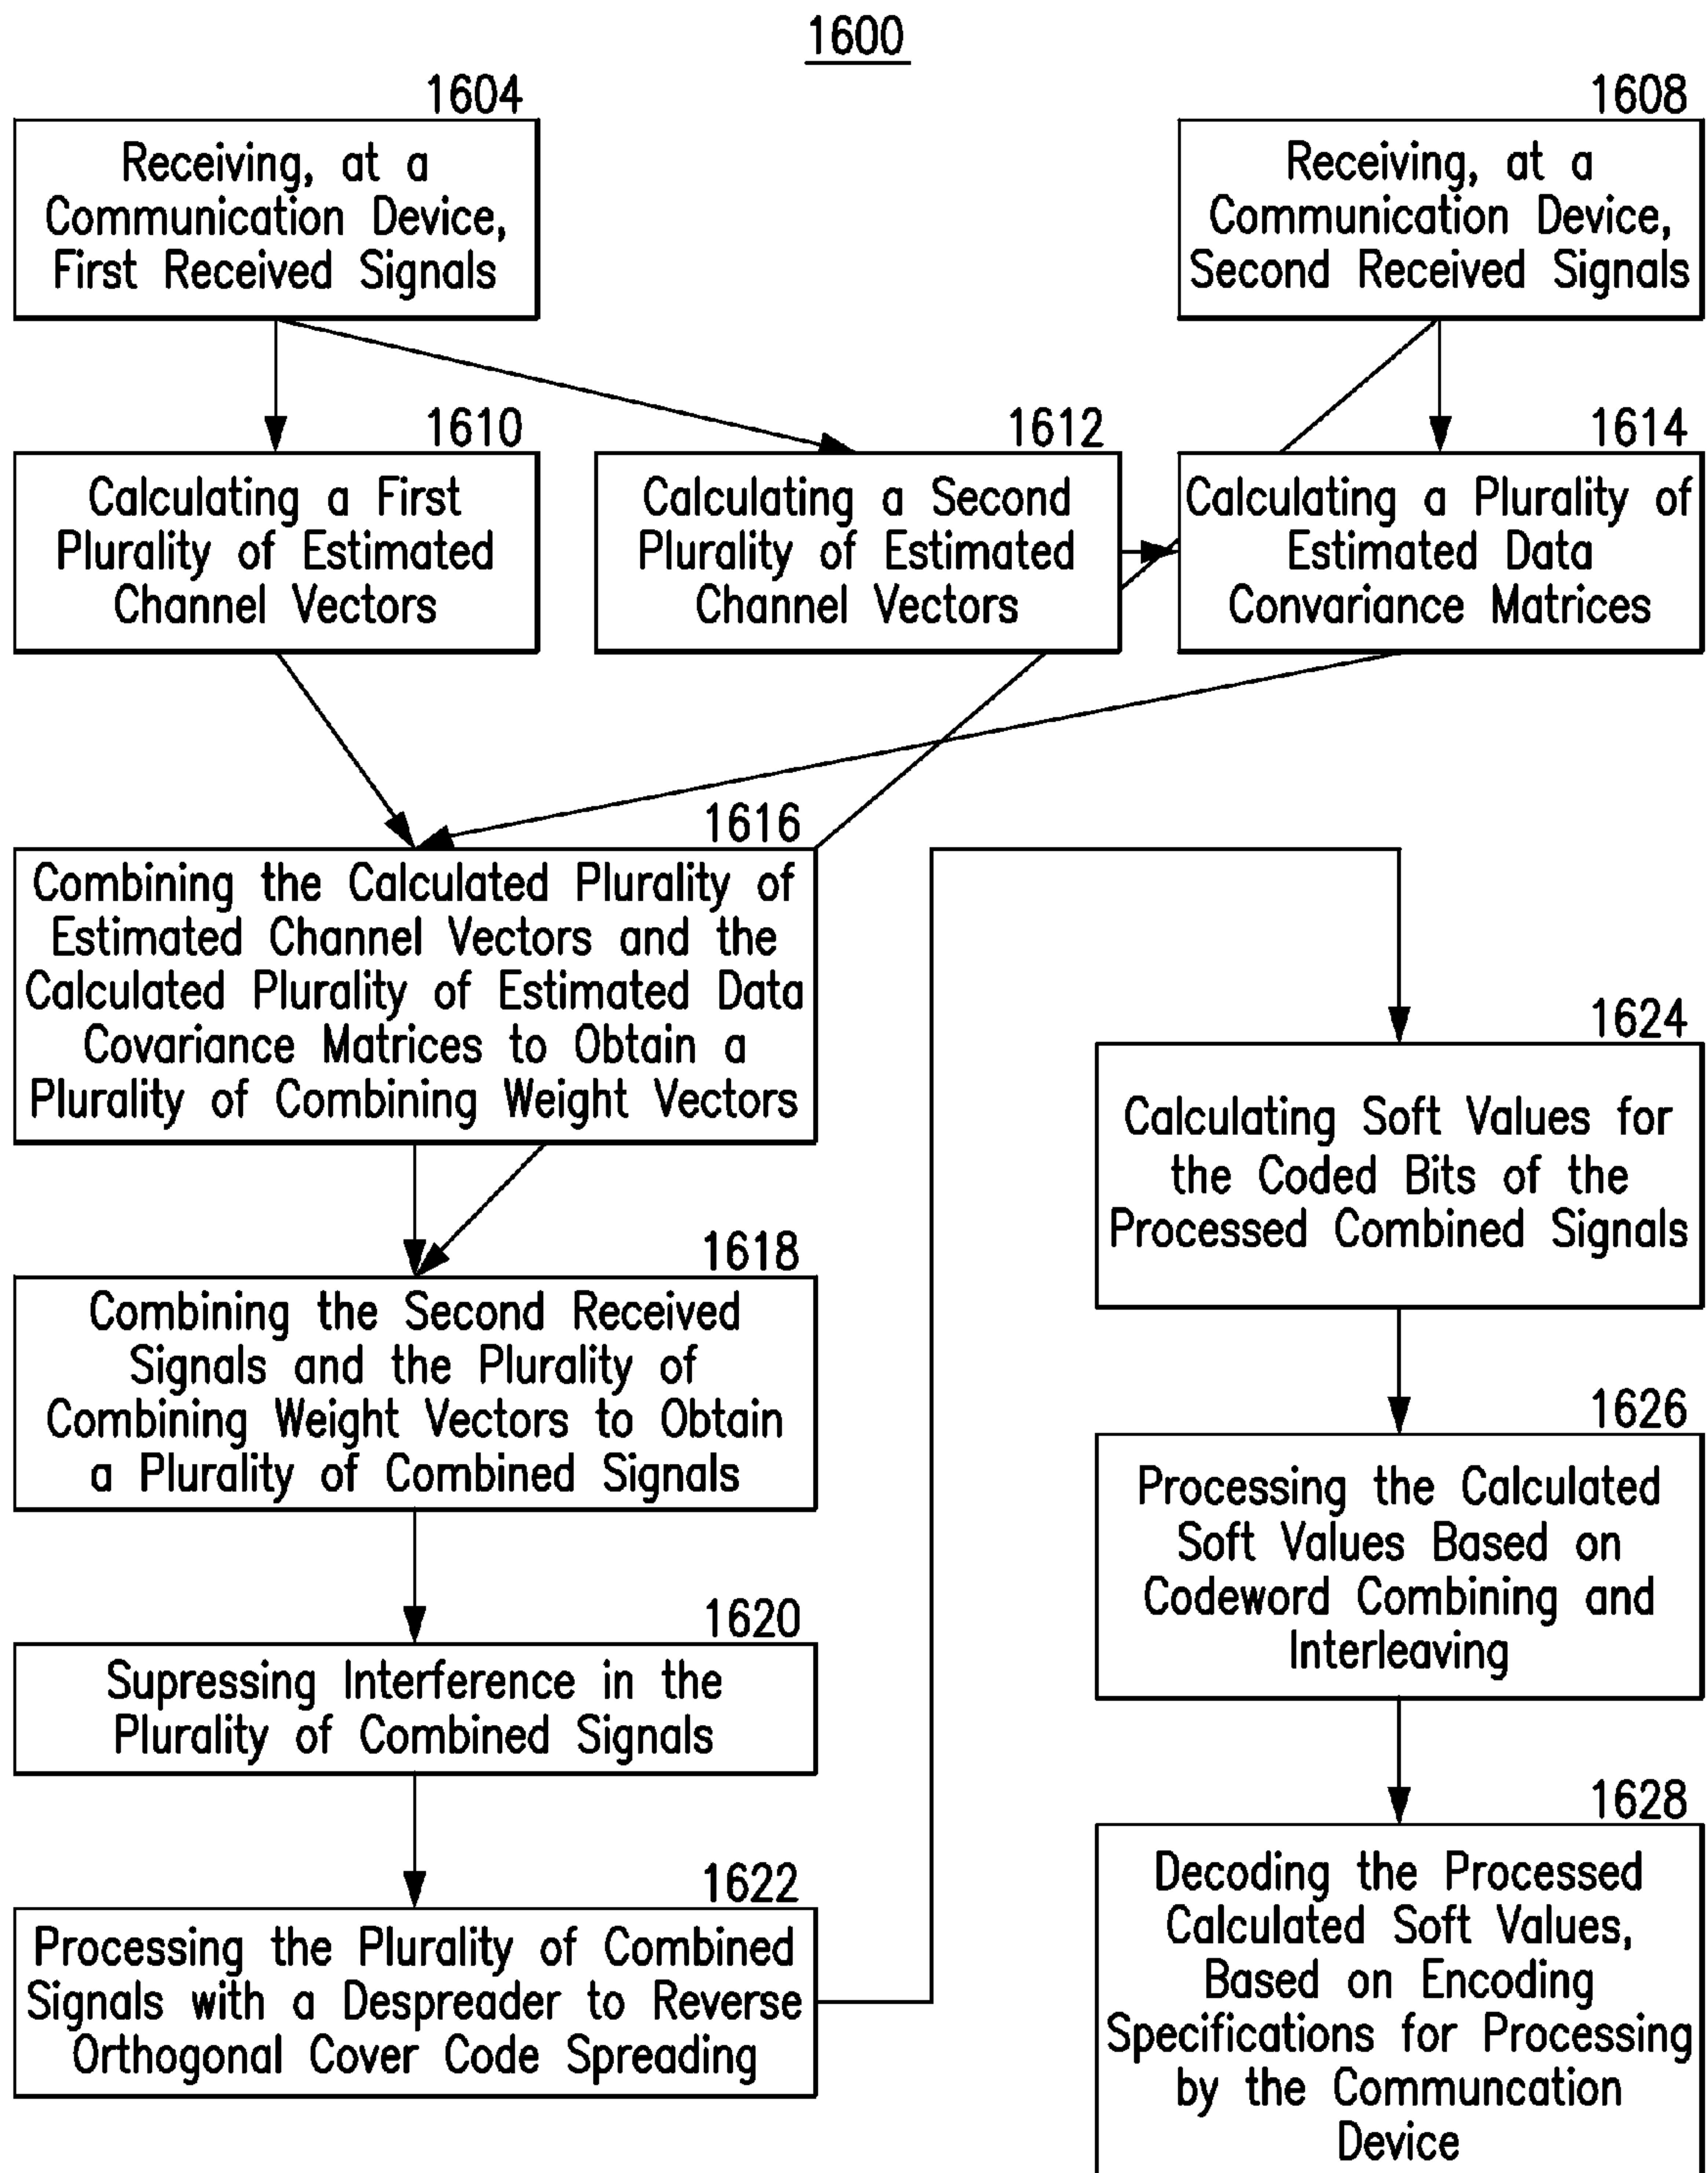 1600
1604
Receiving, at a
Communication Device,
First Received Signals
1608
Receiving, at a
Communication Device,
Second Received Signals
1610
Calculating a First
Plurality of Estimated
Channel Vectors
1612
Calculating a Second
Plurality of Estimated
Channel Vectors
1614
Calculating a Plurality of
Estimated Data
Convariance Matrices
1616
Combining the Calculated Plurality of
Estimated Channel Vectors and the
Calculated Plurality of Estimated Data
Covariance Matrices to Obtain a
Plurality of Combining Weight Vectors
1618
Combining the Second Received
Signals and the Plurality of
Combining Weight Vectors to Obtain
a Plurality of Combined Signals
1620
Supressing Interference in the
Plurality of Combined Signals
1622
Processing the Plurality of Combined
Signals with a Despreader to Reverse
Orthogonal Cover Code Spreading
1624
Calculating Soft Values for
the Coded Bits of the
Processed Combined Signals
1626
Processing the Calculated
Soft Values Based on
Codeword Combining and
Interleaving
1628
Decoding the Processed
Calculated Soft Values,
Based on Encoding
Specifications for Processing
by the Communcation
Device